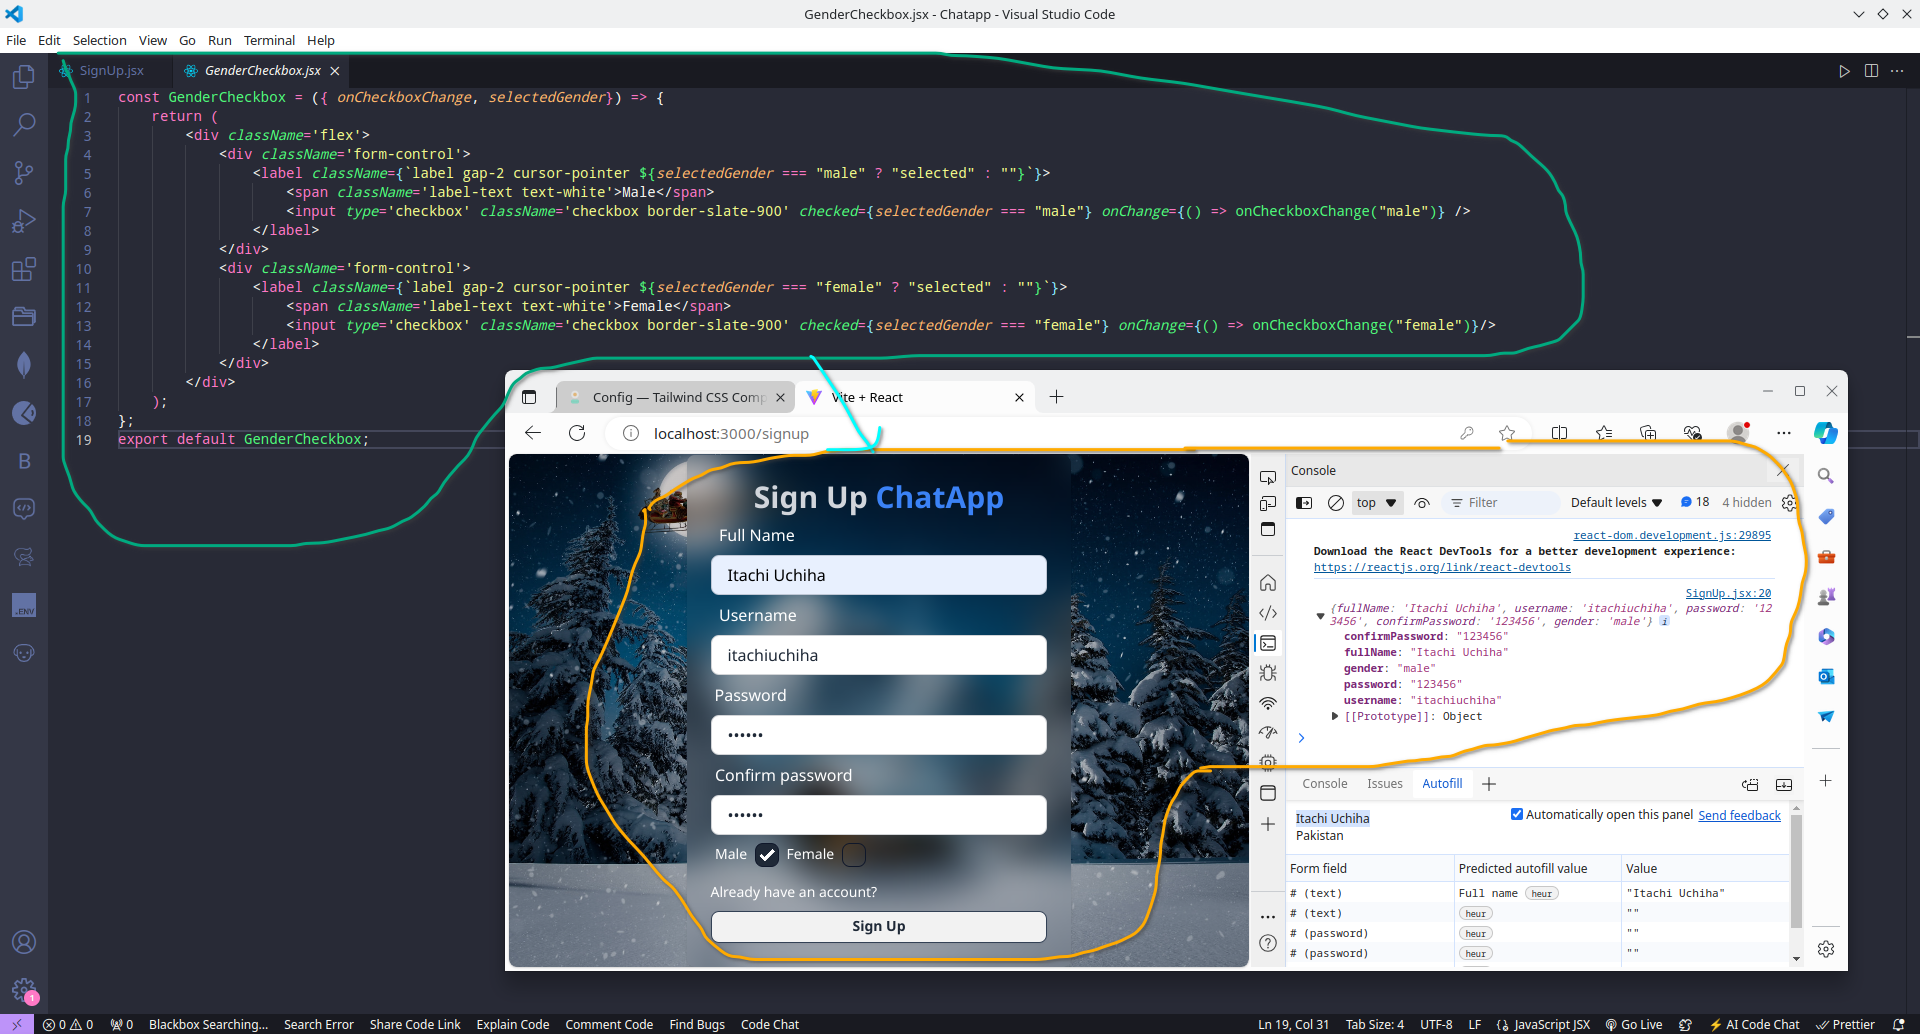 GenderCheckbox.jsx - Chatapp - Visual Studio Code
File Edit Selection View Go Run Terminal Help
SignUp.jsx GenderCheckbox.jsx
1 const GenderCheckbox = ({ onCheckboxChange, selectedGender}) => {
2 return (
3 <div className='flex'>
4 <div className='form-control'>
5 <label className={`label gap-2 cursor-pointer ${selectedGender === "male" ? "selected" : ""}`}>
6 <span className='label-text text-white'>Male</span>
7 <input type='checkbox' className='checkbox border-slate-900' checked={selectedGender === "male"} onChange={() => onCheckboxChange("male")} />
8 </label>
9 </div>
10 <div className='form-control'>
11 <label className={`label gap-2 cursor-pointer ${selectedGender === "female" ? "selected" : ""}`}>
12 <span className='label-text text-white'>Female</span>
13 <input type='checkbox' className='checkbox border-slate-900' checked={selectedGender === "female"} onChange={() => onCheckboxChange("female")}/>
14 </label>
15 </div>
16 </div>
17 );
18 };
19 export default GenderCheckbox;
B
.ENV
1
Config — Tailwind CSS Comp
Vite + React
localhost:3000/signup
Sign Up ChatApp
Full Name
Itachi Uchiha
Username
itachiuchiha
Password
••••••
Confirm password
••••••
Male Female
Already have an account?
Sign Up
Console
top Filter Default levels 18 4 hidden
react-dom.development.js:29895
Download the React DevTools for a better development experience:
https://reactjs.org/link/react-devtools
SignUp.jsx:20
{fullName: 'Itachi Uchiha', username: 'itachiuchiha', password: '12
3456', confirmPassword: '123456', gender: 'male'} i
confirmPassword: "123456"
fullName: "Itachi Uchiha"
gender: "male"
password: "123456"
username: "itachiuchiha"
[[Prototype]]: Object
Console Issues Autofill
Itachi Uchiha
Pakistan
Automatically open this panel Send feedback
Form field Predicted autofill value Value
# (text) Full name heur "Itachi Uchiha"
# (text) heur ""
# (password) heur ""
# (password) heur ""
0 0 0 Blackbox Searching... Search Error Share Code Link Explain Code Comment Code Find Bugs Code Chat Ln 19, Col 31 Tab Size: 4 UTF-8 LF JavaScript JSX Go Live AI Code Chat Prettier